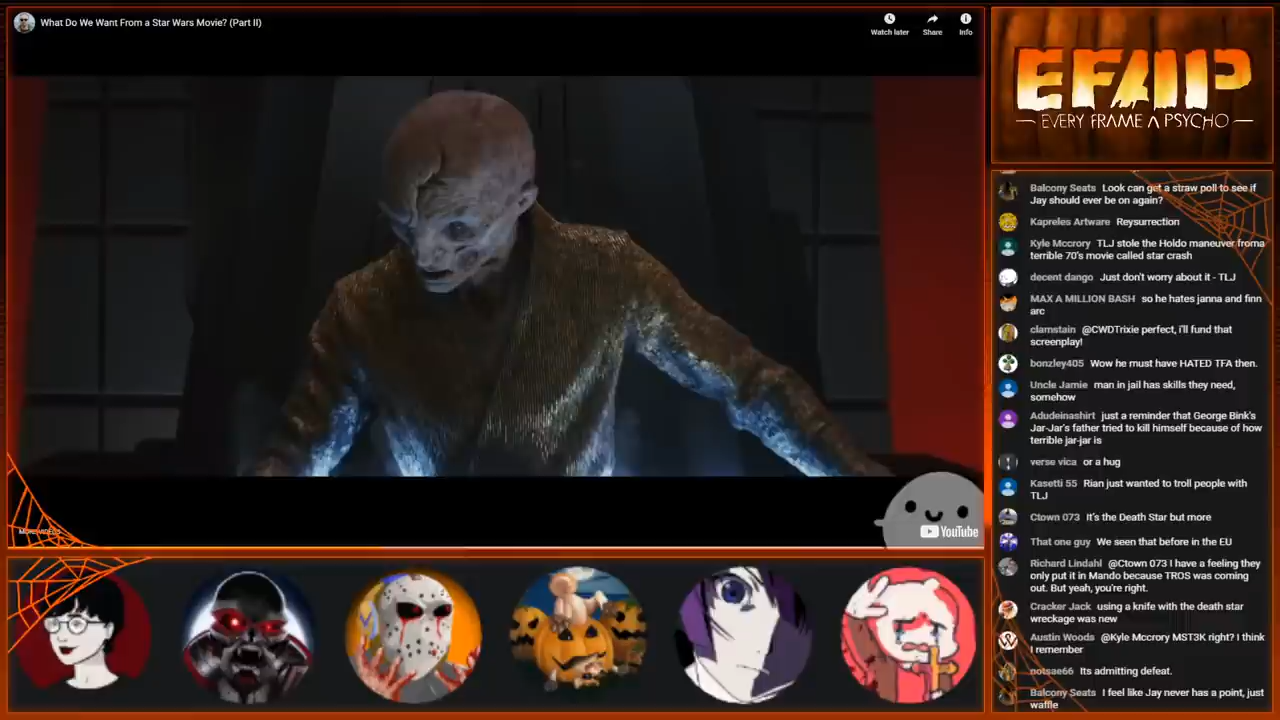 What Do We Want From a Star Wars Movie? (Part II)
Watch later
Share
Info
EFAP
— EVERY FRAME A PSYCHO —
Balcony Seats Look can get a straw poll to see if
Jay should ever be on again?
Kapreles Artware Reysurrection
Kyle Mccrory TLJ stole the Holdo maneuver froma
terrible 70's movie called star crash
decent dango Just don't worry about it - TLJ
MAX A MILLION BASH so he hates janna and finn
arc
clamstain @CWDTrixie perfect, i'll fund that
screenplay!
bonzley405 Wow he must have HATED TFA then.
Uncle Jamie man in jail has skills they need,
somehow
Adudeinashirt just a reminder that George Bink's
Jar-Jar's father tried to kill himself because of how
terrible jar-jar is
verse vica or a hug
Kasetti 55 Rian just wanted to troll people with
TLJ
Ctown 073 It's the Death Star but more
That one guy We seen that before in the EU
Richard Lindahl @Ctown 073 I have a feeling they
only put it in Mando because TROS was coming
out. But yeah, you're right.
Cracker Jack using a knife with the death star
wreckage was new
Austin Woods @Kyle Mccrory MST3K right? I think
I remember
notsae66 Its admitting defeat.
Balcony Seats I feel like Jay never has a point, just
waffle
MORE VIDEOS
YouTube